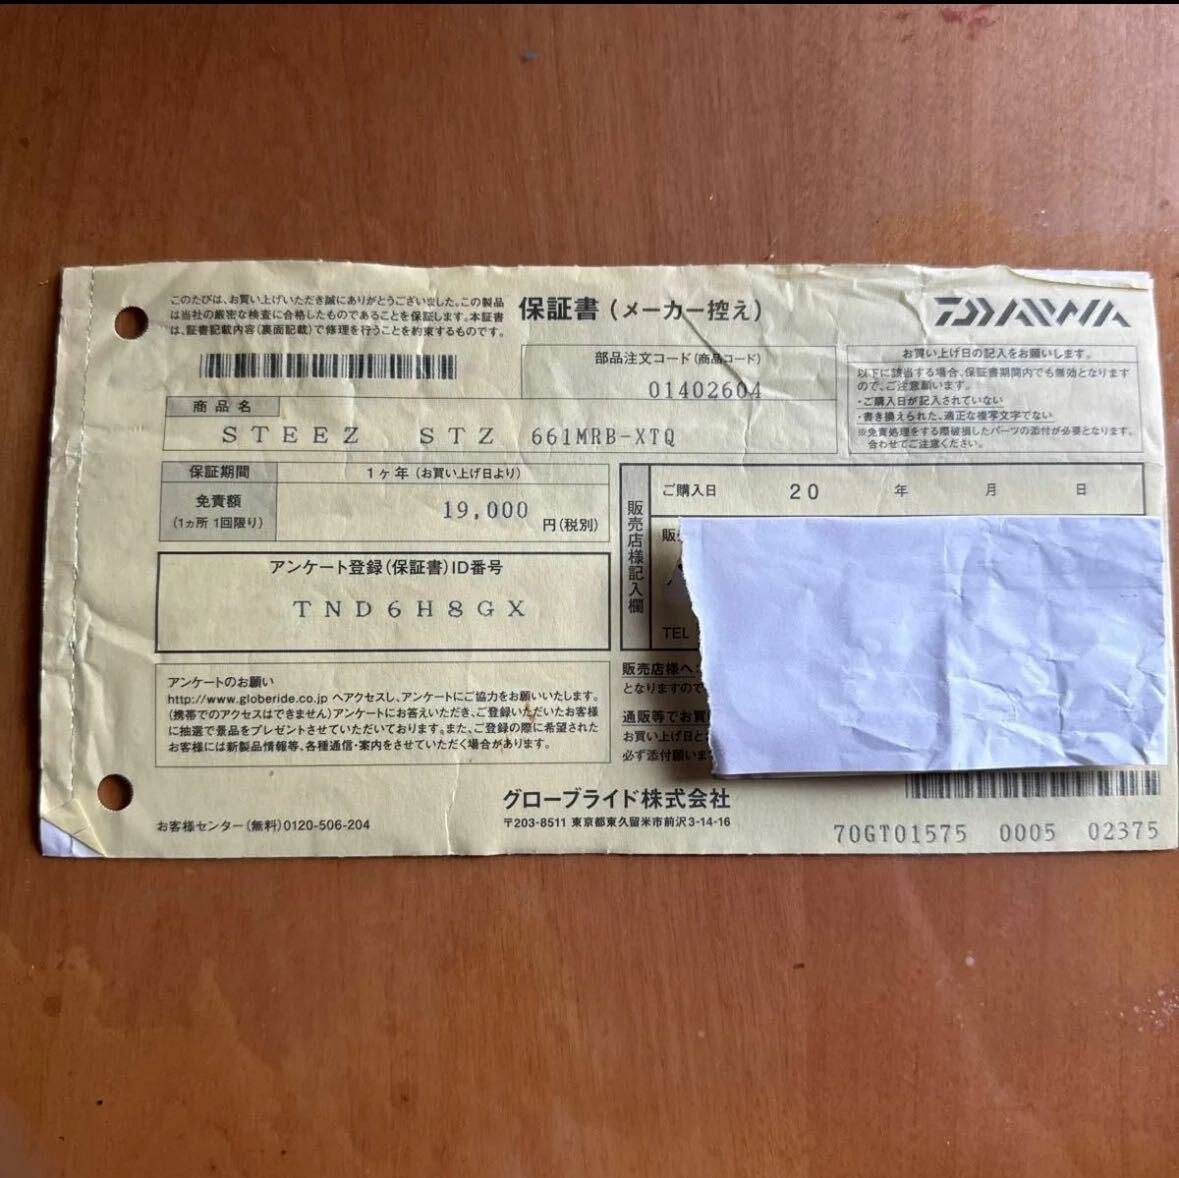 このたびは、お買い上げいただき誠にありがとうございました。この製品
は当社の厳密な検査に合格したものであることを保証します。本証書
は、証書記載内容(裏面記載)で修理を行うことを約束するものです。
保証書(メーカー控え)
DAIWA
部品注文コード(商品コード)
01402604
お買い上げ日の記入をお願いします。
以下に該当する場合、保証書期間内でも無効となります
ので、ご注意願います。
・ご購入日が記入されていない
・書き換えられた、適正な複写文字でない
※免責処理をする際破損したパーツの添付が必要となります。
合わせてご注意ください。
商品名
STEEZ STZ 661MRB-XTQ
保証期間
1ヶ年(お買い上げ日より)
免責額
(1ヵ所 1回限り)
19,000
円(税別)
アンケート登録(保証書)ID番号
TND6H8GX
販売店様記入欄
ご購入日 20 年 月 日
販
TEL
アンケートのお願い
http://www.globeride.co.jp へアクセスし、アンケートにご協力をお願いいたします。
(携帯でのアクセスはできません)アンケートにお答えいただき、ご登録いただいたお客様
に抽選で景品をプレゼントさせていただいております。また、ご登録の際に希望された
お客様には新製品情報等、各種通信・案内をさせていただく場合があります。
販売店様へ:
となりますので
通販等でお買
お買い上げ日と
必ず添付願いま
お客様センター(無料)0120-506-204
グローブライド株式会社
〒203-8511 東京都東久留米市前沢3-14-16
70GT01575 0005 02375